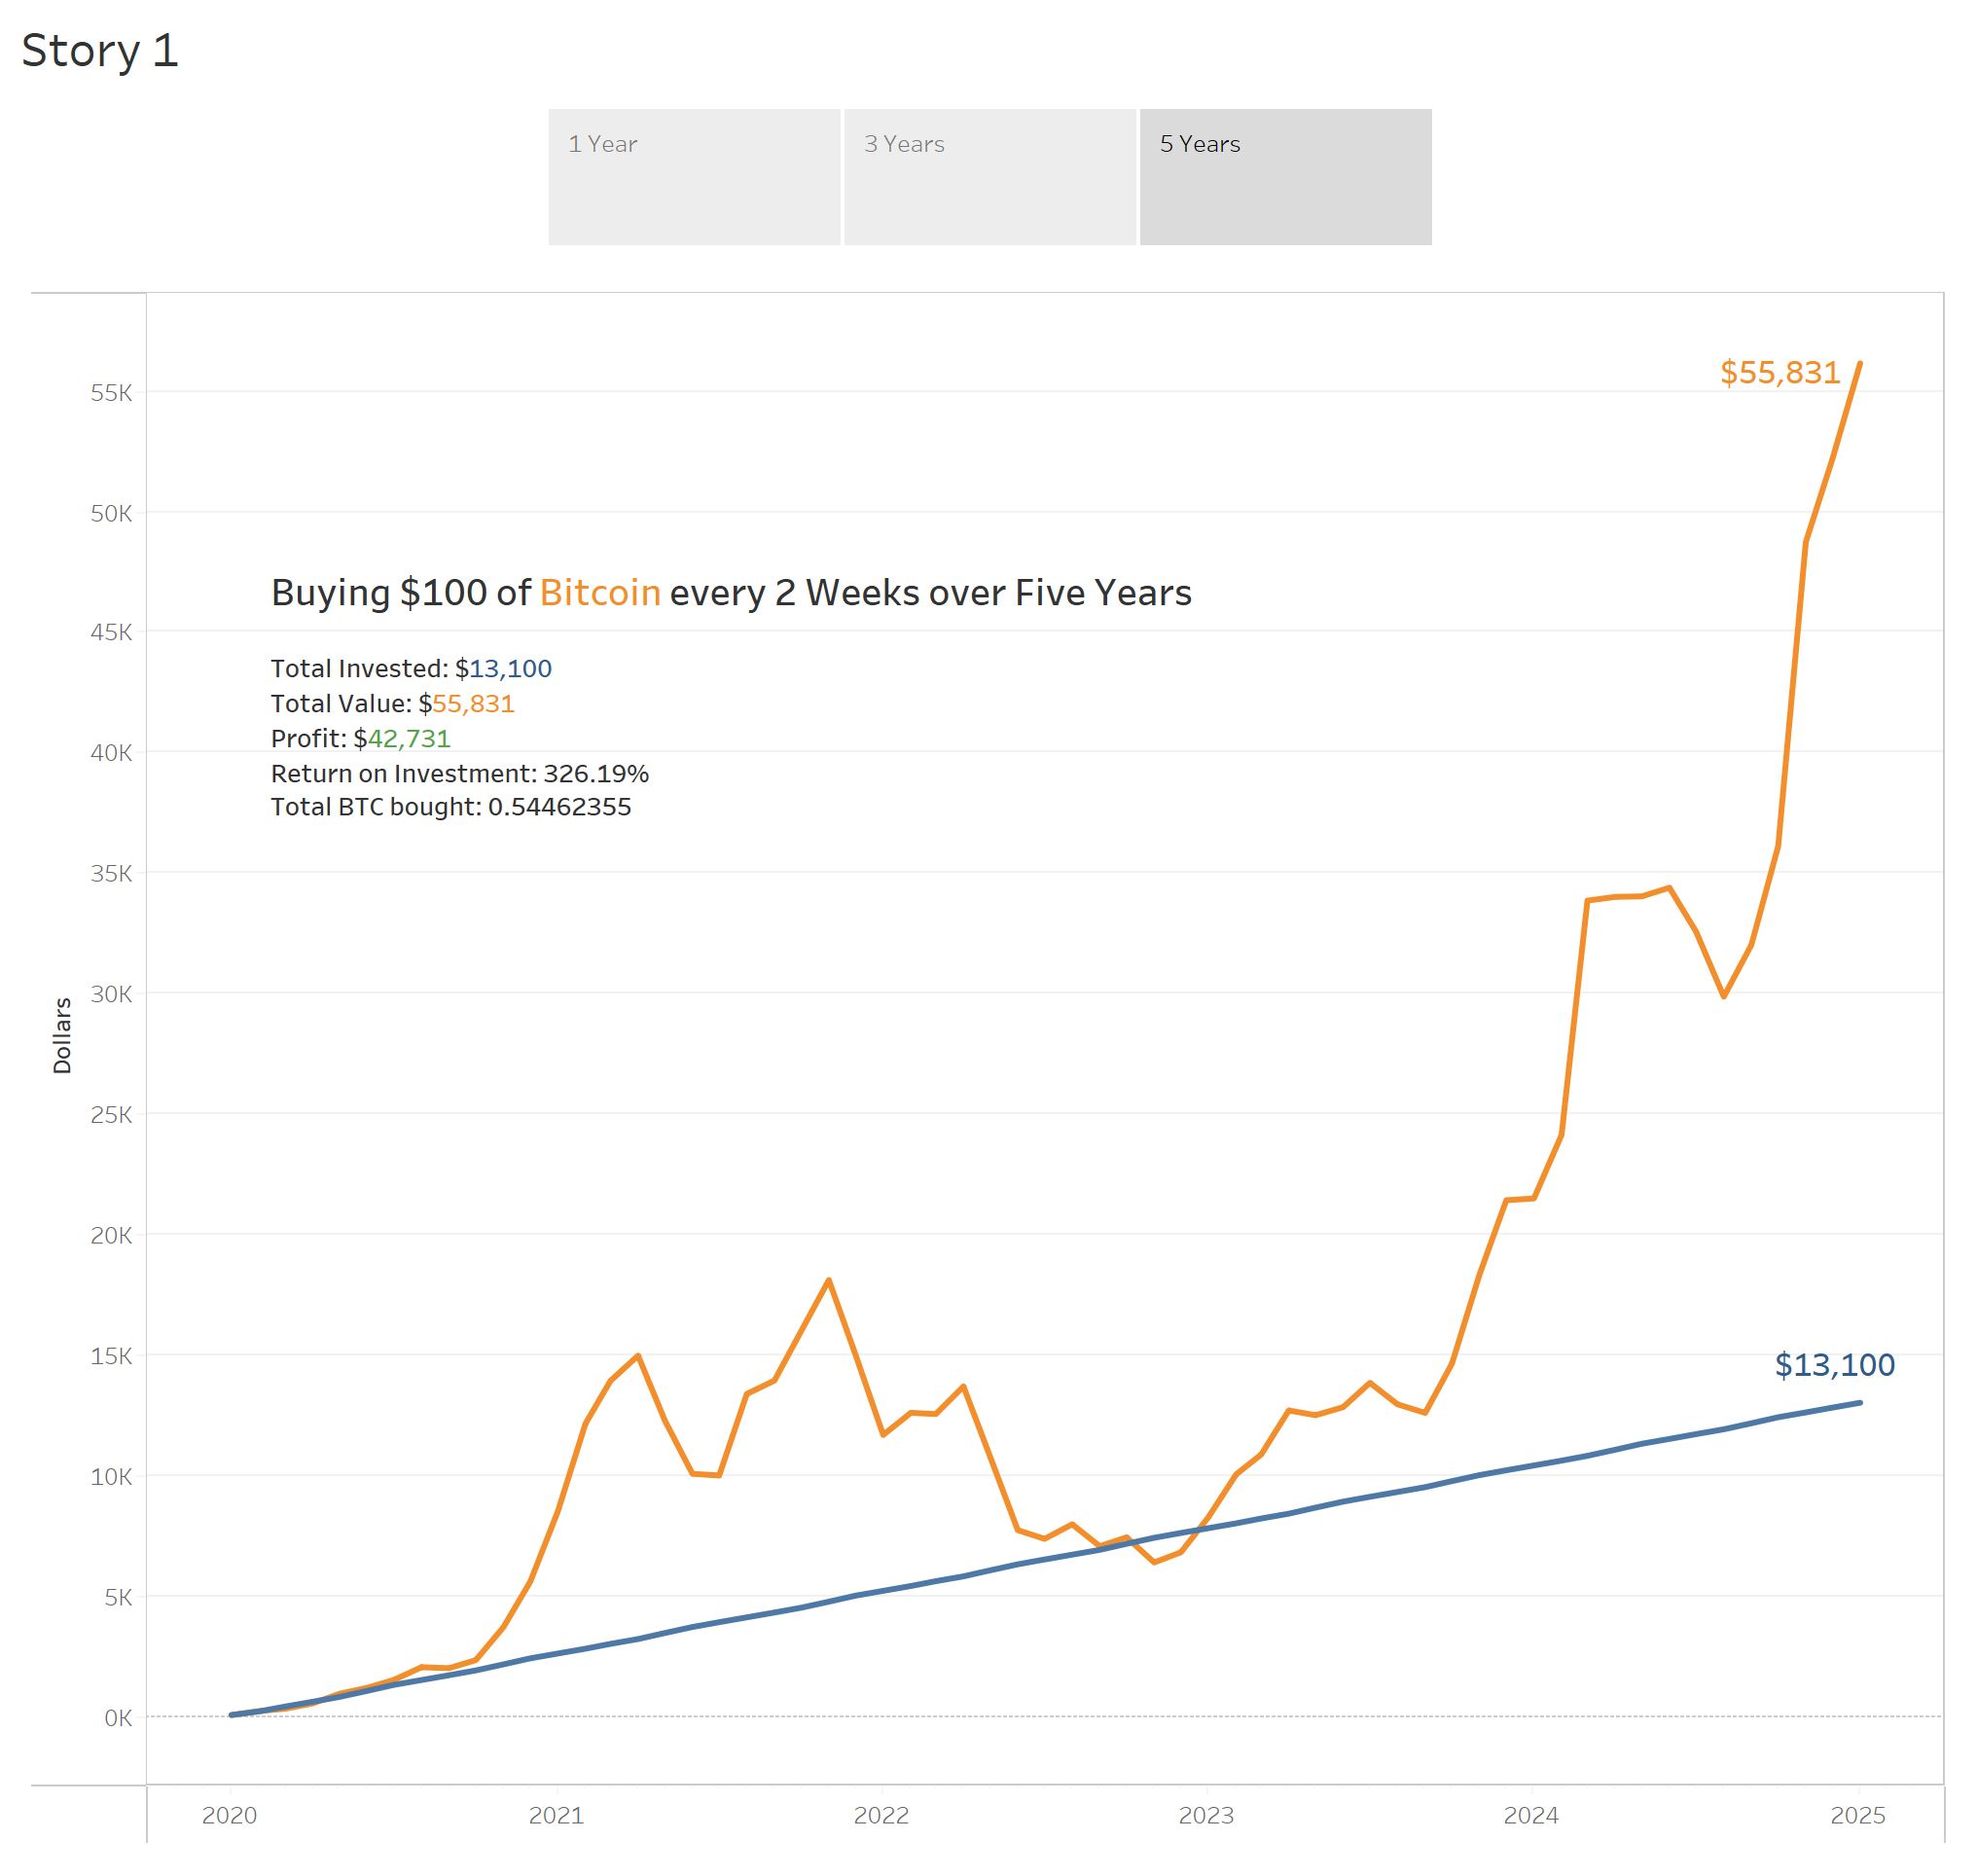 Story 1
1 Year
3 Years
5 Years
55K
50K
45K
40K
35K
30K
25K
20K
15K
10K
5K
0K
Dollars
$55,831
Buying $100 of Bitcoin every 2 Weeks over Five Years
Total Invested: $13,100
Total Value: $55,831
Profit: $42,731
Return on Investment: 326.19%
Total BTC bought: 0.54462355
$13,100
2020
2021
2022
2023
2024
2025